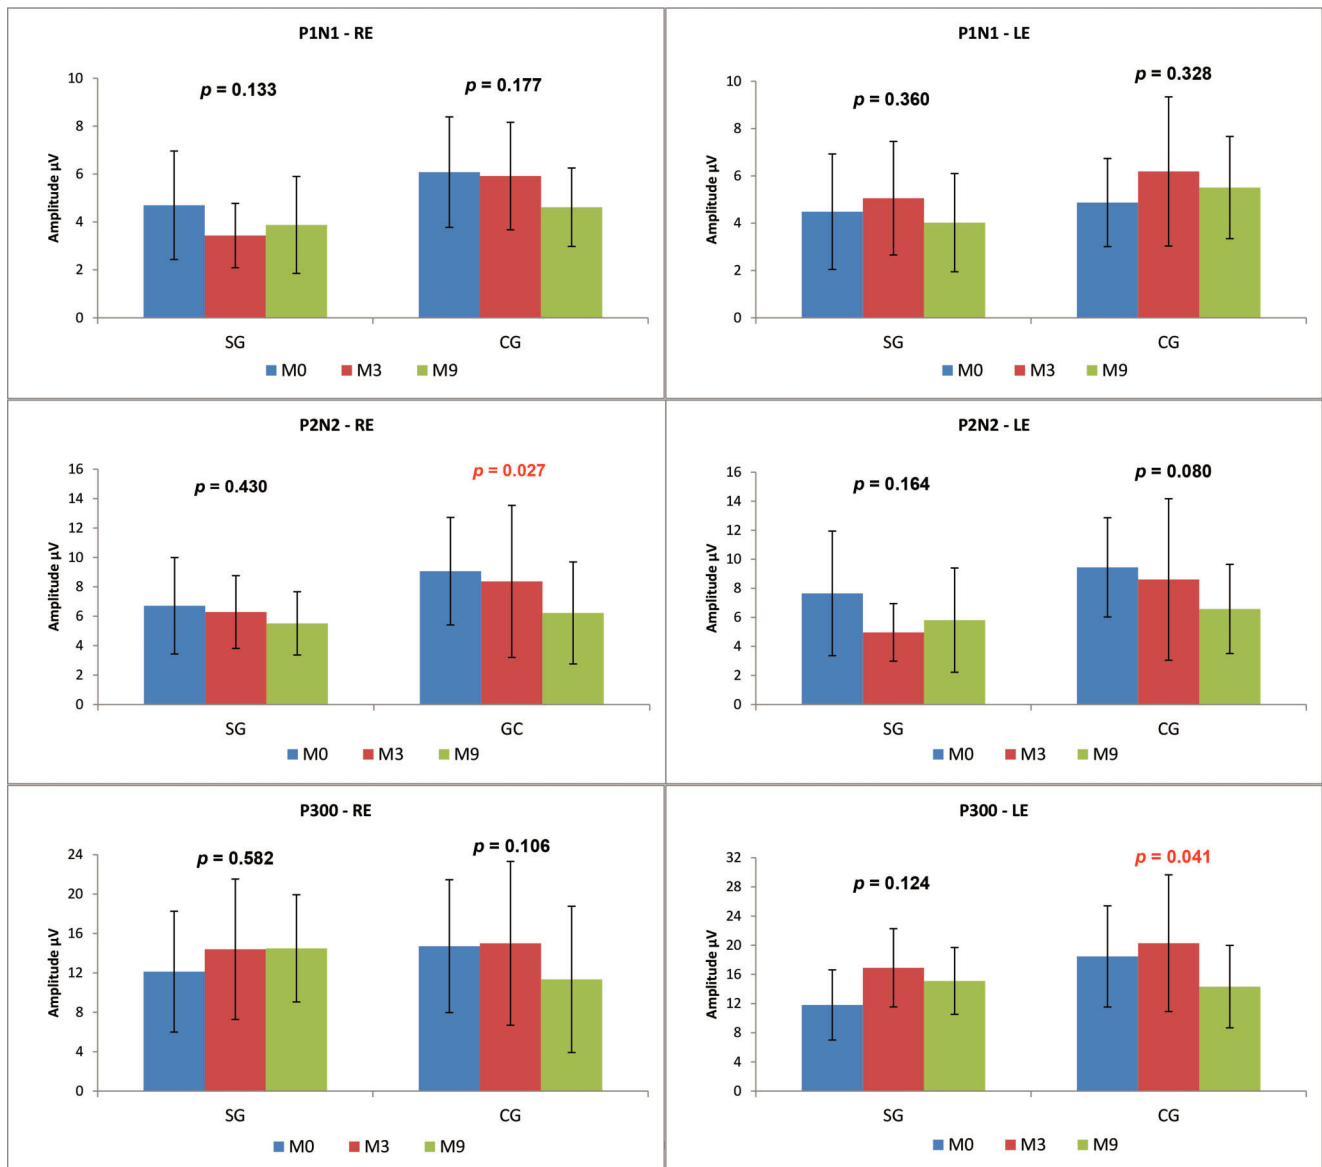 P1N1 - RE
p = 0.133
p = 0.177
10
8
6
4
2
0
Amplitude µV
SG
CG
M0 M3 M9
P1N1 - LE
p = 0.360
p = 0.328
10
8
6
4
2
0
Amplitude µV
SG
CG
M0 M3 M9
P2N2 - RE
p = 0.430
p = 0.027
16
14
12
10
8
6
4
2
0
Amplitude µV
SG
GC
M0 M3 M9
P2N2 - LE
p = 0.164
p = 0.080
16
14
12
10
8
6
4
2
0
Amplitude µV
SG
CG
M0 M3 M9
P300 - RE
p = 0.582
p = 0.106
24
20
16
12
8
4
0
Amplitude µV
SG
CG
M0 M3 M9
P300 - LE
p = 0.124
p = 0.041
32
28
24
20
16
12
8
4
0
Amplitude µV
SG
CG
M0 M3 M9